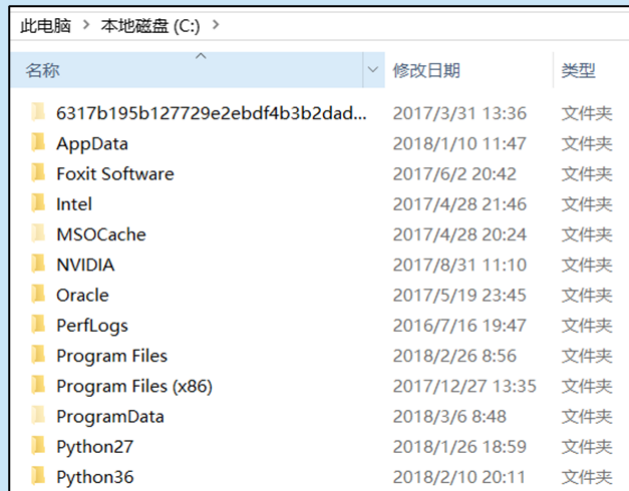 此电脑 > 本地磁盘 (C:) >
名称 修改日期 类型
6317b195b127729e2ebdf4b3b2dad... 2017/3/31 13:36 文件夹
AppData 2018/1/10 11:47 文件夹
Foxit Software 2017/6/2 20:42 文件夹
Intel 2017/4/28 21:46 文件夹
MSOCache 2017/4/28 20:24 文件夹
NVIDIA 2017/8/31 11:10 文件夹
Oracle 2017/5/19 23:45 文件夹
PerfLogs 2016/7/16 19:47 文件夹
Program Files 2018/2/26 8:56 文件夹
Program Files (x86) 2017/12/27 13:35 文件夹
ProgramData 2018/3/6 8:48 文件夹
Python27 2018/1/26 18:59 文件夹
Python36 2018/2/10 20:11 文件夹